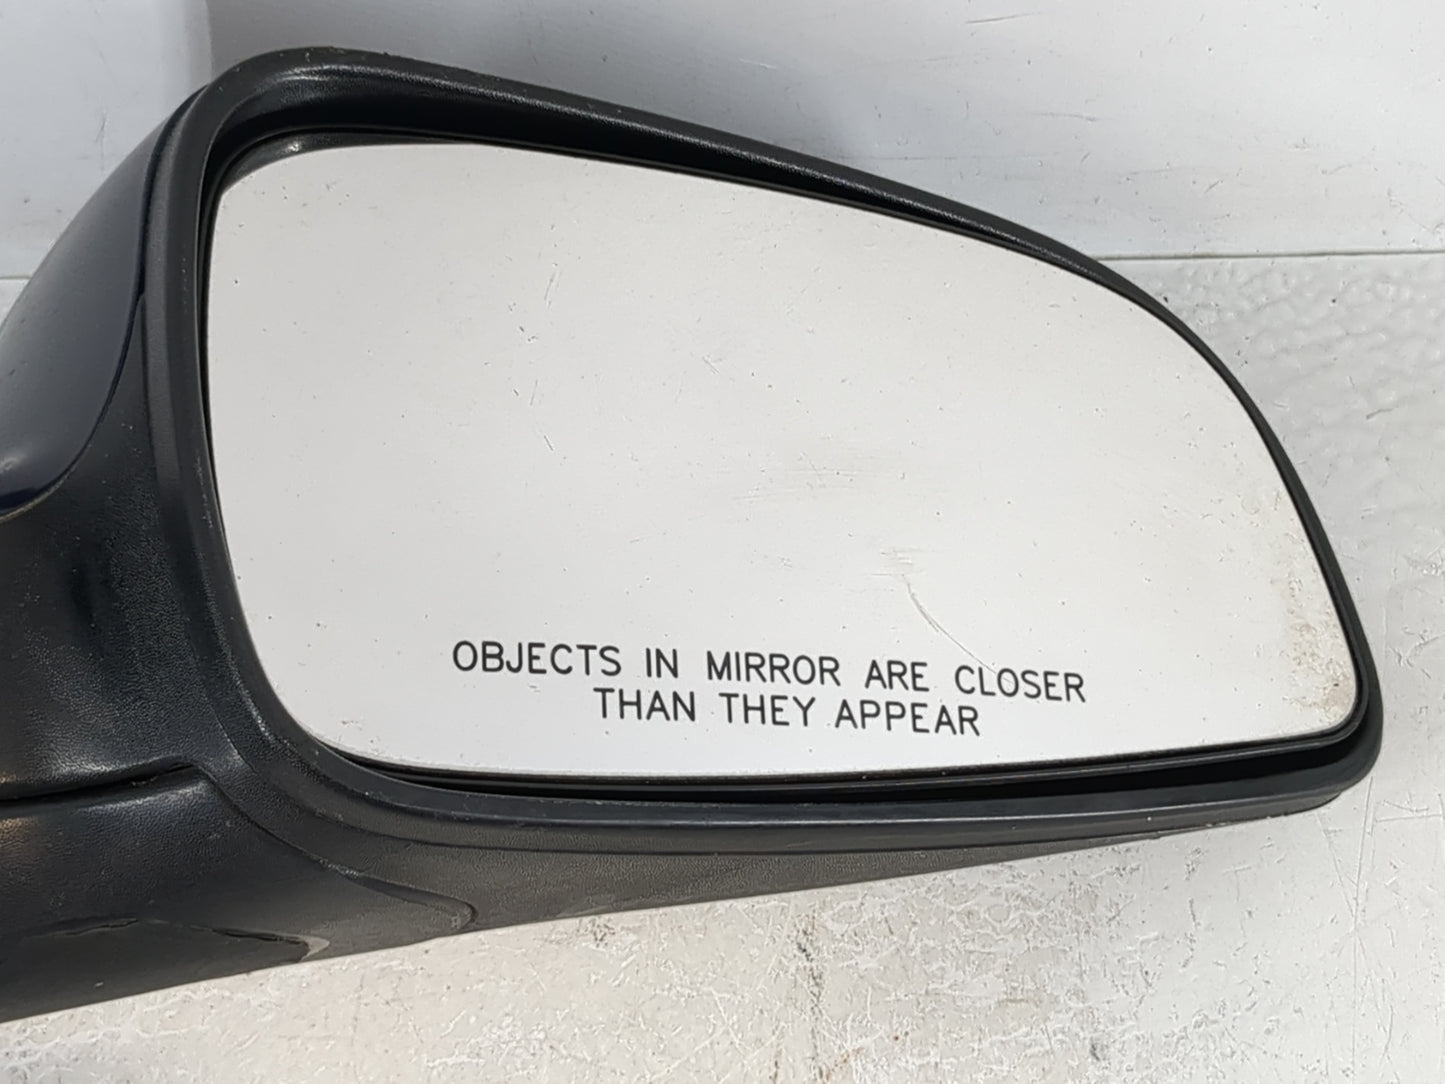 OBJECTS IN MIRROR ARE CLOSER
THAN THEY APPEAR